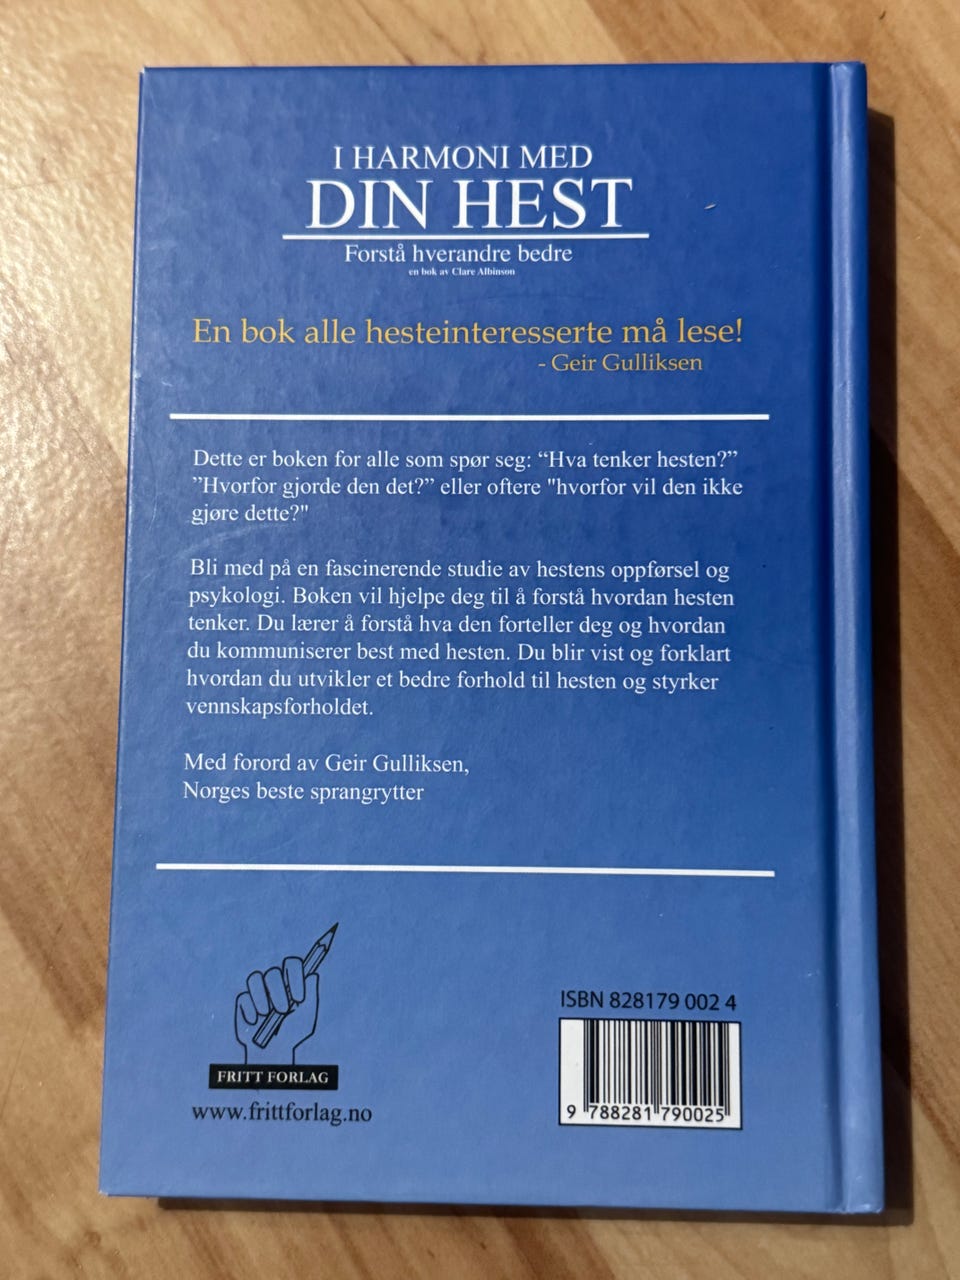 I HARMONI MED
DIN HEST
Forstå hverandre bedre
en bok av Clare Albinson
En bok alle hesteinteresserte må lese!
- Geir Gulliksen
Dette er boken for alle som spør seg: “Hva tenker hesten?”
”Hvorfor gjorde den det?” eller oftere "hvorfor vil den ikke
gjøre dette?"
Bli med på en fascinerende studie av hestens oppførsel og
psykologi. Boken vil hjelpe deg til å forstå hvordan hesten
tenker. Du lærer å forstå hva den forteller deg og hvordan
du kommuniserer best med hesten. Du blir vist og forklart
hvordan du utvikler et bedre forhold til hesten og styrker
vennskapsforholdet.
Med forord av Geir Gulliksen,
Norges beste sprangrytter
FRITT FORLAG
www.frittforlag.no
ISBN 828179 002 4
9 788281 790025